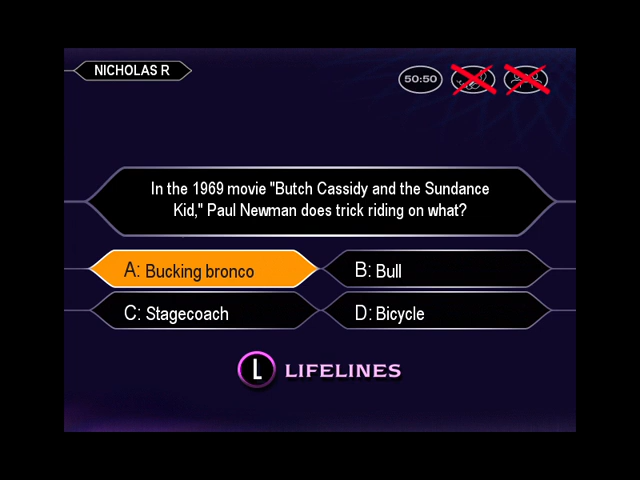 NICHOLAS R
50:50
In the 1969 movie "Butch Cassidy and the Sundance
Kid," Paul Newman does trick riding on what?
A: Bucking bronco
B: Bull
C: Stagecoach
D: Bicycle
L LIFELINES